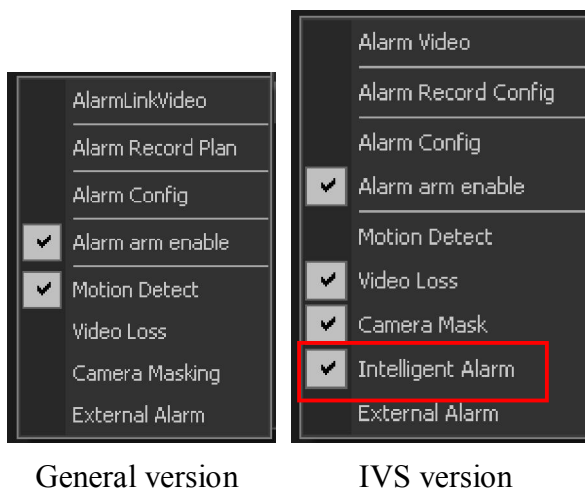 AlarmLinkVideo
Alarm Record Plan
Alarm Config
Alarm arm enable
Motion Detect
Video Loss
Camera Masking
External Alarm
General version
Alarm Video
Alarm Record Config
Alarm Config
Alarm arm enable
Motion Detect
Video Loss
Camera Mask
Intelligent Alarm
External Alarm
IVS version